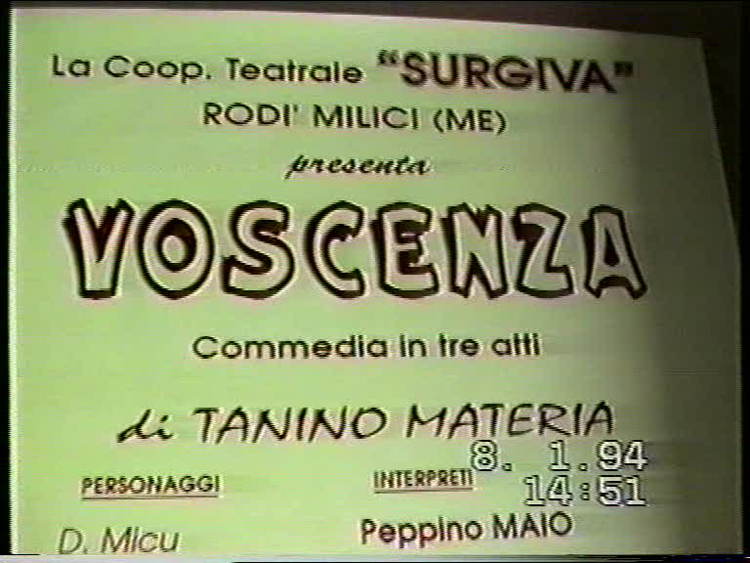 La Coop. Teatrale "SURGIVA"
RODI' MILICI (ME)
presenta
VOSCENZA
Commedia in tre atti
di TANINO MATERIA
PERSONAGGI INTERPRETI
8. 1.94
14:51
D. Micu Peppino MAIO